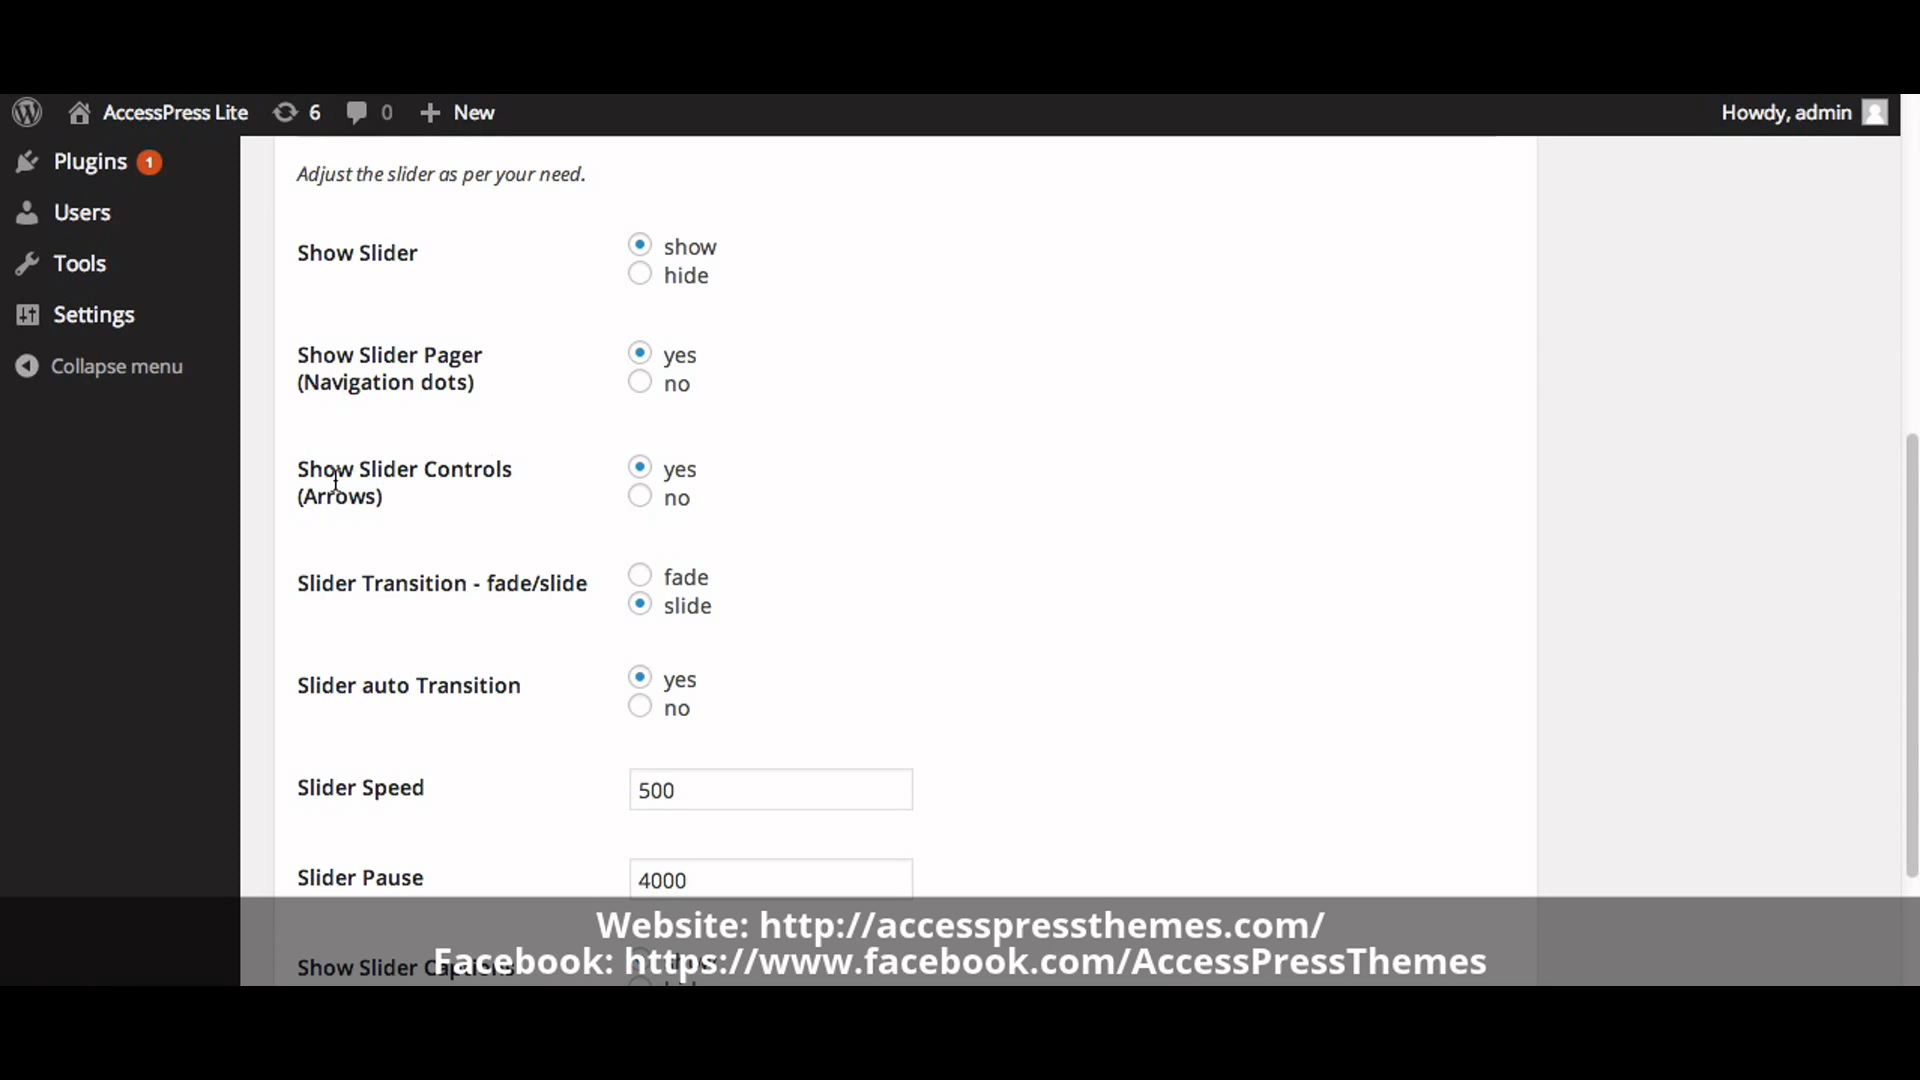 AccessPress Lite 6 0 + New Howdy, admin
Plugins 1
Users
Tools
Settings
Collapse menu
Adjust the slider as per your need.
Show Slider
show
hide
Show Slider Pager
(Navigation dots)
yes
no
Show Slider Controls
(Arrows)
yes
no
Slider Transition - fade/slide
fade
slide
Slider auto Transition
yes
no
Slider Speed
500
Slider Pause
4000
Website: http://accesspressthemes.com/
Facebook: https://www.facebook.com/AccessPressThemes
Show Slider Captions